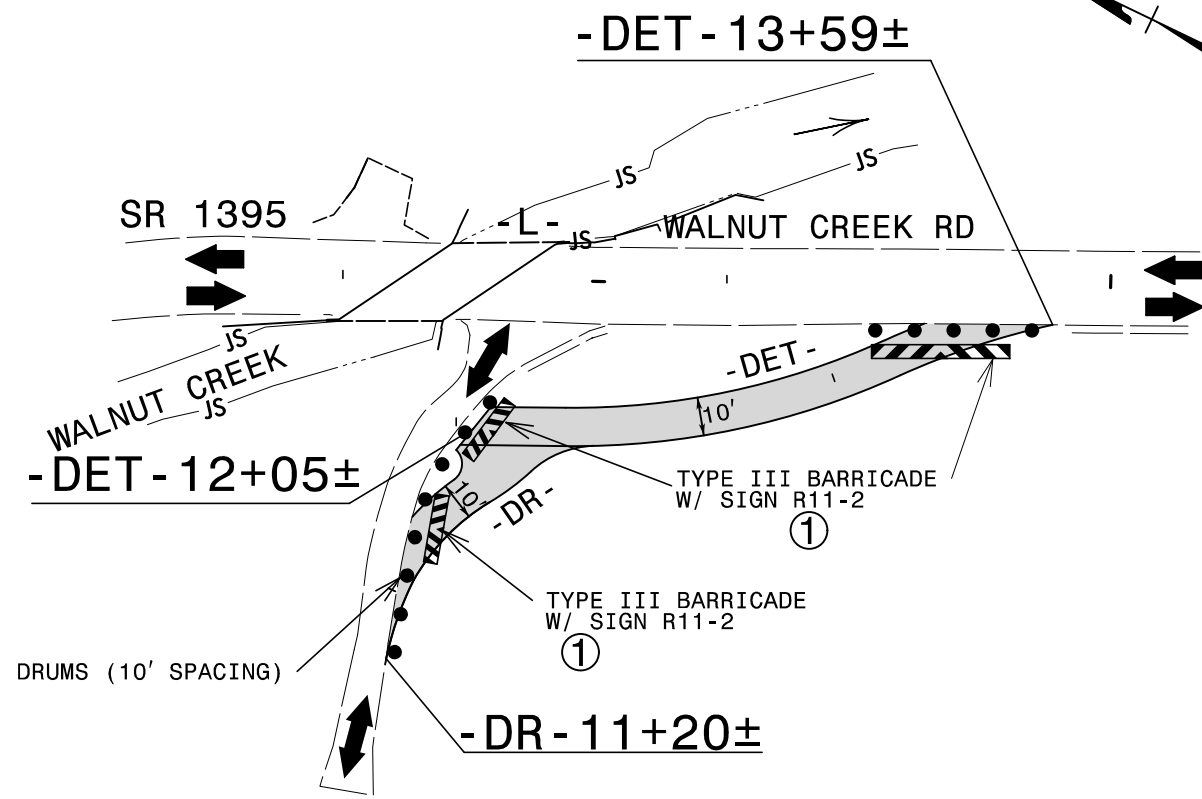 -DET-13+59±
JS
JS
SR 1395
-L-
JS
WALNUT CREEK RD
JS
WALNUT CREEK
JS
-DET-
10'
-DET-12+05±
TYPE III BARRICADE
W/ SIGN R11-2
1
10'
-DR-
TYPE III BARRICADE
W/ SIGN R11-2
1
DRUMS (10' SPACING)
-DR-11+20±